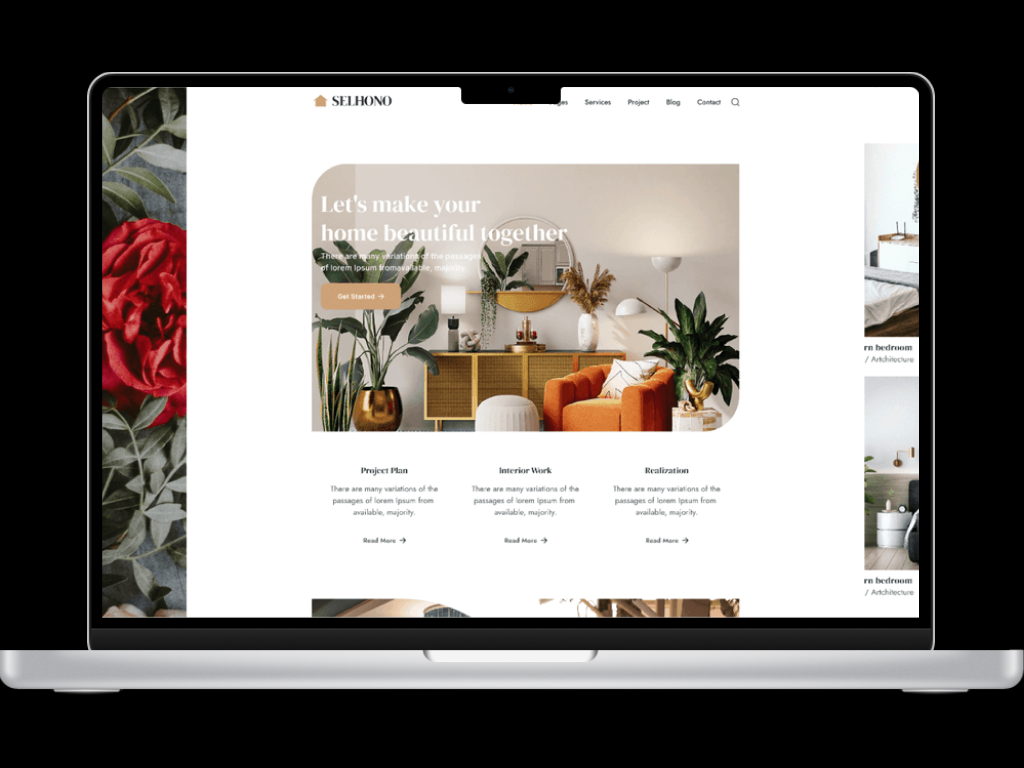 SELHONO
Services Project Blog Contact
Let's make your
home beautiful together
There are many variations of the passages
of lorem Ipsum fromavailable, majority.
Get Started →
Project Plan
There are many variations of the
passages of lorem Ipsum from
available, majority.
Read More →
Interior Work
There are many variations of the
passages of lorem Ipsum from
available, majority.
Read More →
Realization
There are many variations of the
passages of lorem Ipsum from
available, majority.
Read More →
rn bedroom
/ Artchitecture
rn bedroom
/ Artchitecture